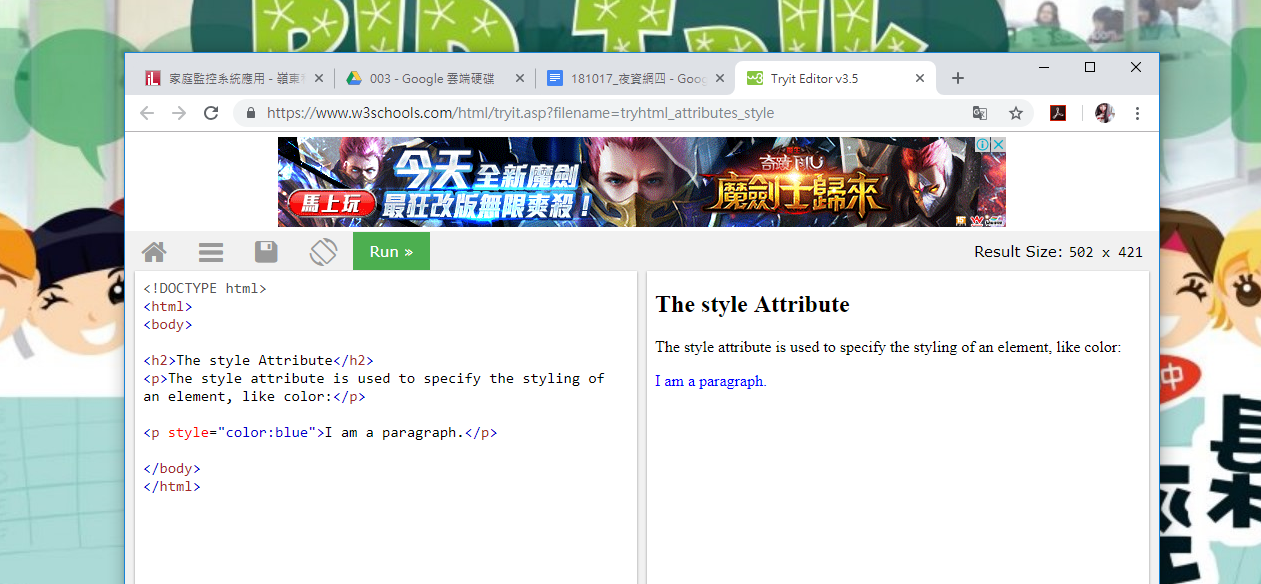 PIP Talk
家庭監控系統應用 - 嶺東
003 - Google 雲端硬碟
181017_夜資網四 - Goog
Tryit Editor v3.5
https://www.w3schools.com/html/tryit.asp?filename=tryhtml_attributes_style
今天 全新魔劍
最狂改版無限爽殺！
馬上玩
奇蹟MU
魔劍士歸來
Run »
Result Size: 502 x 421
<!DOCTYPE html>
<html>
<body>
<h2>The style Attribute</h2>
<p>The style attribute is used to specify the styling of
an element, like color:</p>
<p style="color:blue">I am a paragraph.</p>
</body>
</html>
The style Attribute
The style attribute is used to specify the styling of an element, like color:
I am a paragraph.
中